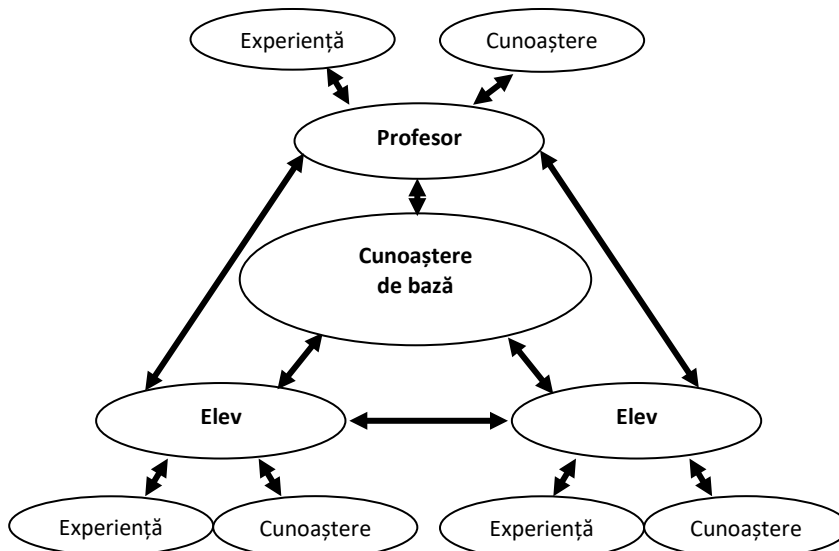 Experiență
Cunoaștere
Profesor
Cunoaștere
de bază
Elev
Elev
Experiență
Cunoaștere
Experiență
Cunoaștere